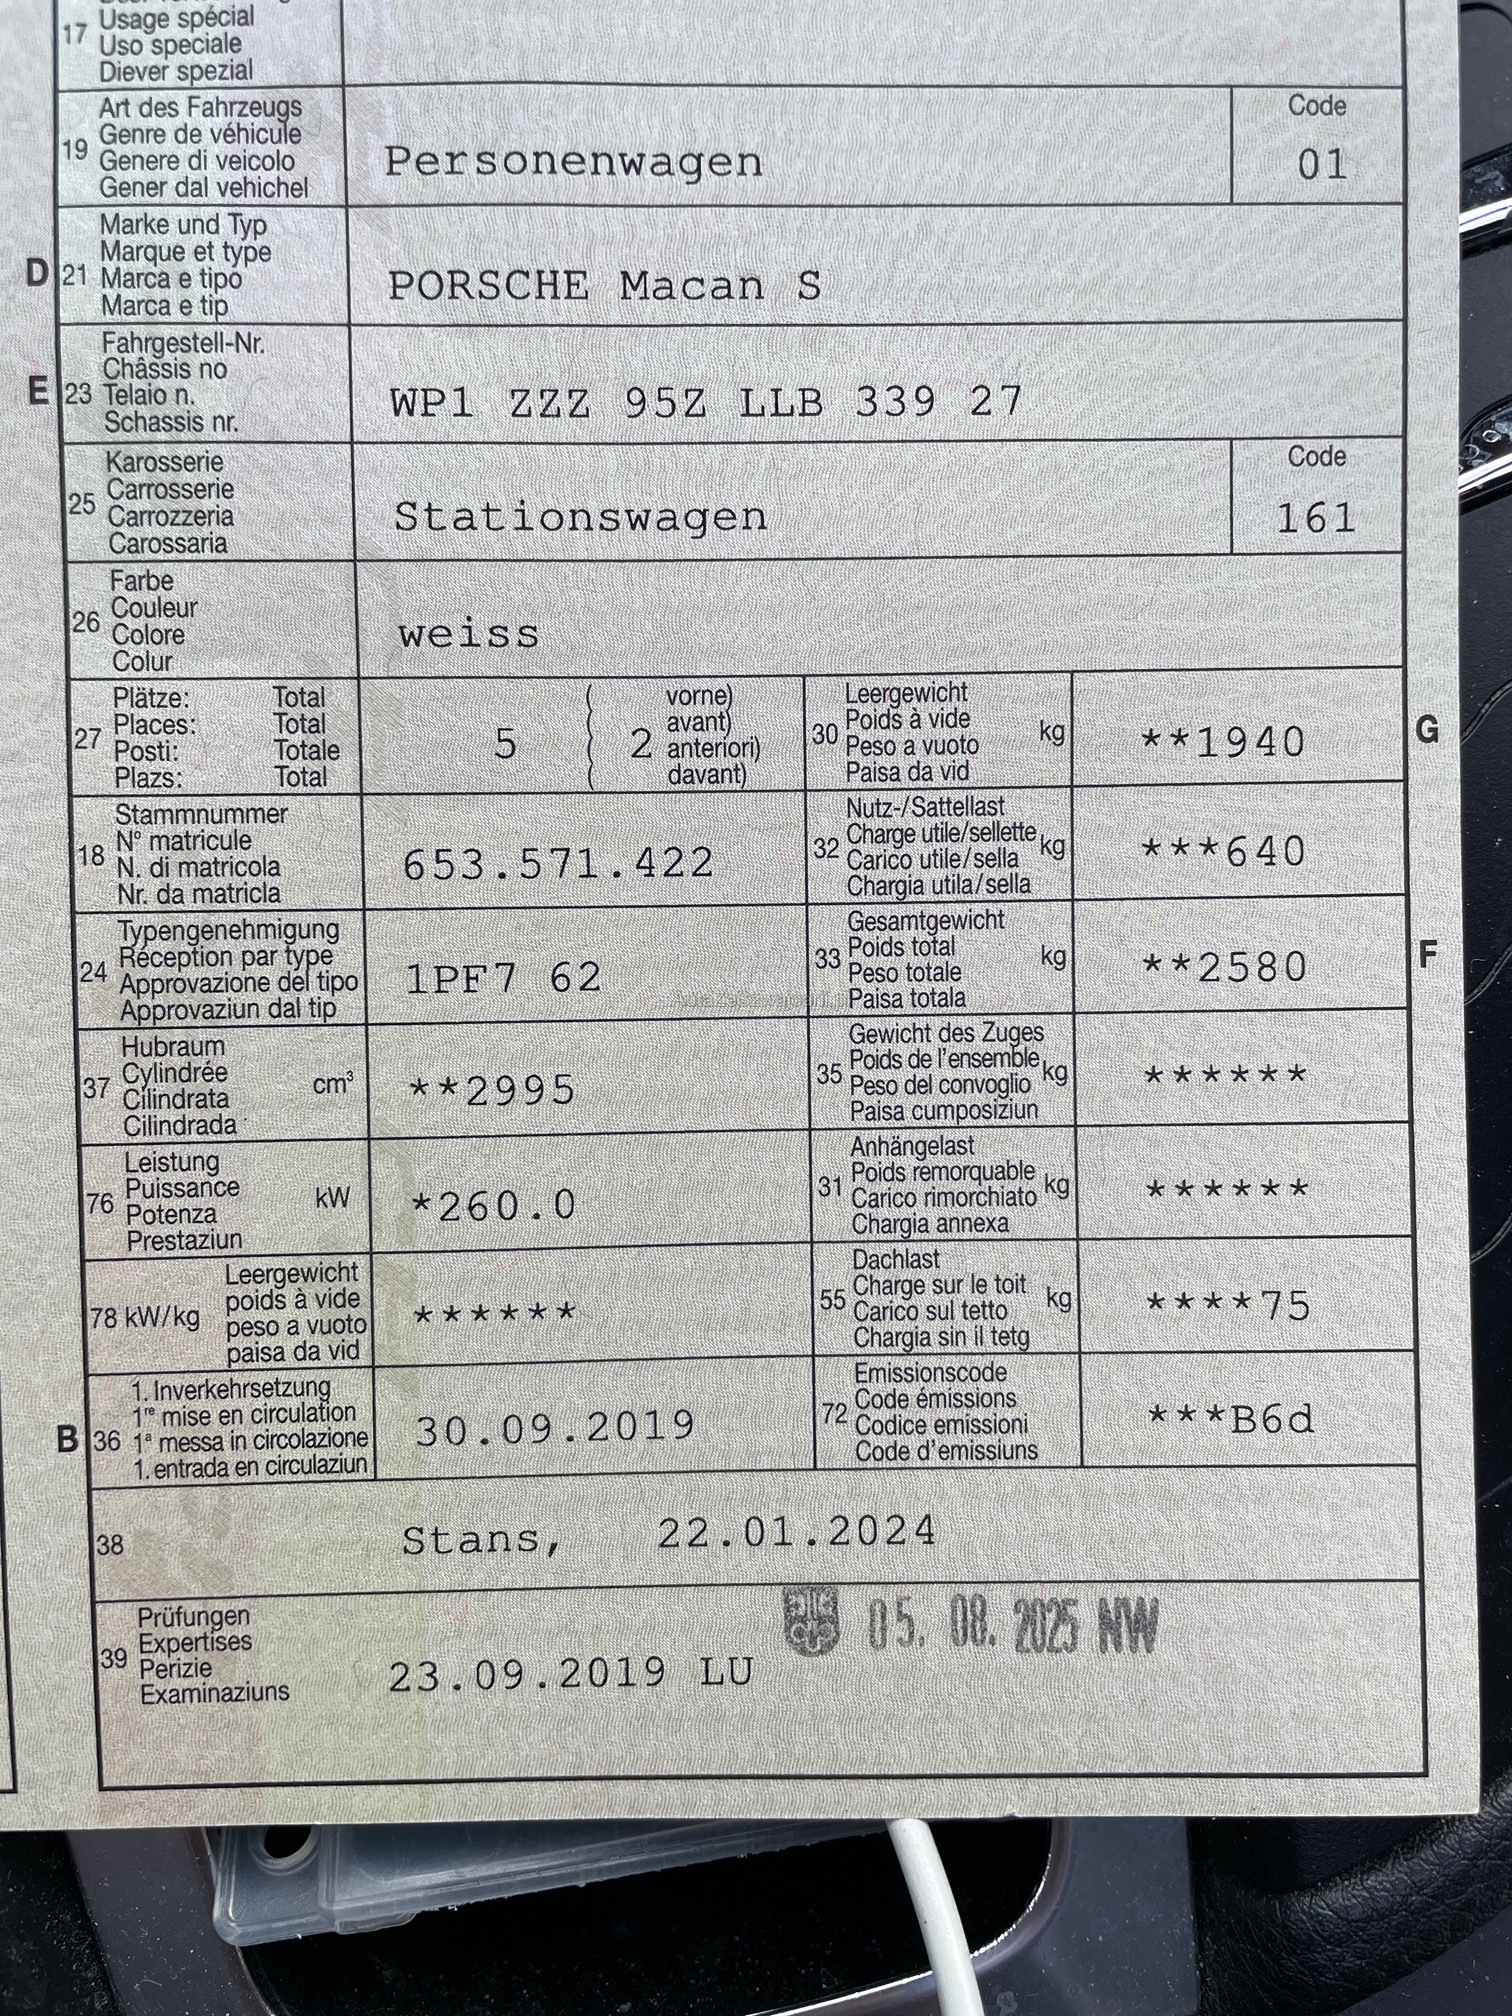 17
Usage spécial
Uso speciale
Diever spezial
19
Art des Fahrzeugs
Genre de véhicule
Genere di veicolo
Gener dal vehichel
Personenwagen
Code
01
D
21
Marke und Typ
Marque et type
Marca e tipo
Marca e tip
PORSCHE Macan S
E
23
Fahrgestell-Nr.
Châssis no
Telaio n.
Schassis nr.
WP1 ZZZ 95Z LLB 339 27
25
Karosserie
Carrosserie
Carrozzeria
Carossaria
Stationswagen
Code
161
26
Farbe
Couleur
Colore
Colur
weiss
27
Plätze: Total
Places: Total
Posti: Totale
Plazs: Total
5
2
vorne)
avant)
anteriori)
davant)
30
Leergewicht
Poids à vide
Peso a vuoto
Paisa da vid
kg
**1940
G
18
Stammnummer
N° matricule
N. di matricola
Nr. da matricla
653.571.422
32
Nutz-/Sattellast
Charge utile/sellette
Carico utile/sella
Chargia utila/sella
kg
***640
24
Typengenehmigung
Réception par type
Approvazione del tipo
Approvaziun dal tip
1PF7 62
33
Gesamtgewicht
Poids total
Peso totale
Paisa totala
kg
**2580
F
37
Hubraum
Cylindrée
Cilindrata
Cilindrada
cm³
**2995
35
Gewicht des Zuges
Poids de l'ensemble
Peso del convoglio
Paisa cumposiziun
kg
******
76
Leistung
Puissance
Potenza
Prestaziun
kW
*260.0
31
Anhängelast
Poids remorquable
Carico rimorchiato
Chargia annexa
kg
******
78 kW/kg
Leergewicht
poids à vide
peso a vuoto
paisa da vid
******
55
Dachlast
Charge sur le toit
Carico sul tetto
Chargia sin il tetg
kg
****75
B
36
1. Inverkehrsetzung
1re mise en circulation
1a messa in circolazione
1. entrada en circulaziun
30.09.2019
72
Emissionscode
Code émissions
Codice emissioni
Code d'emissiuns
***B6d
38
Stans, 22.01.2024
39
Prüfungen
Expertises
Perizie
Examinaziuns
23.09.2019 LU
05. 08. 2025 NW